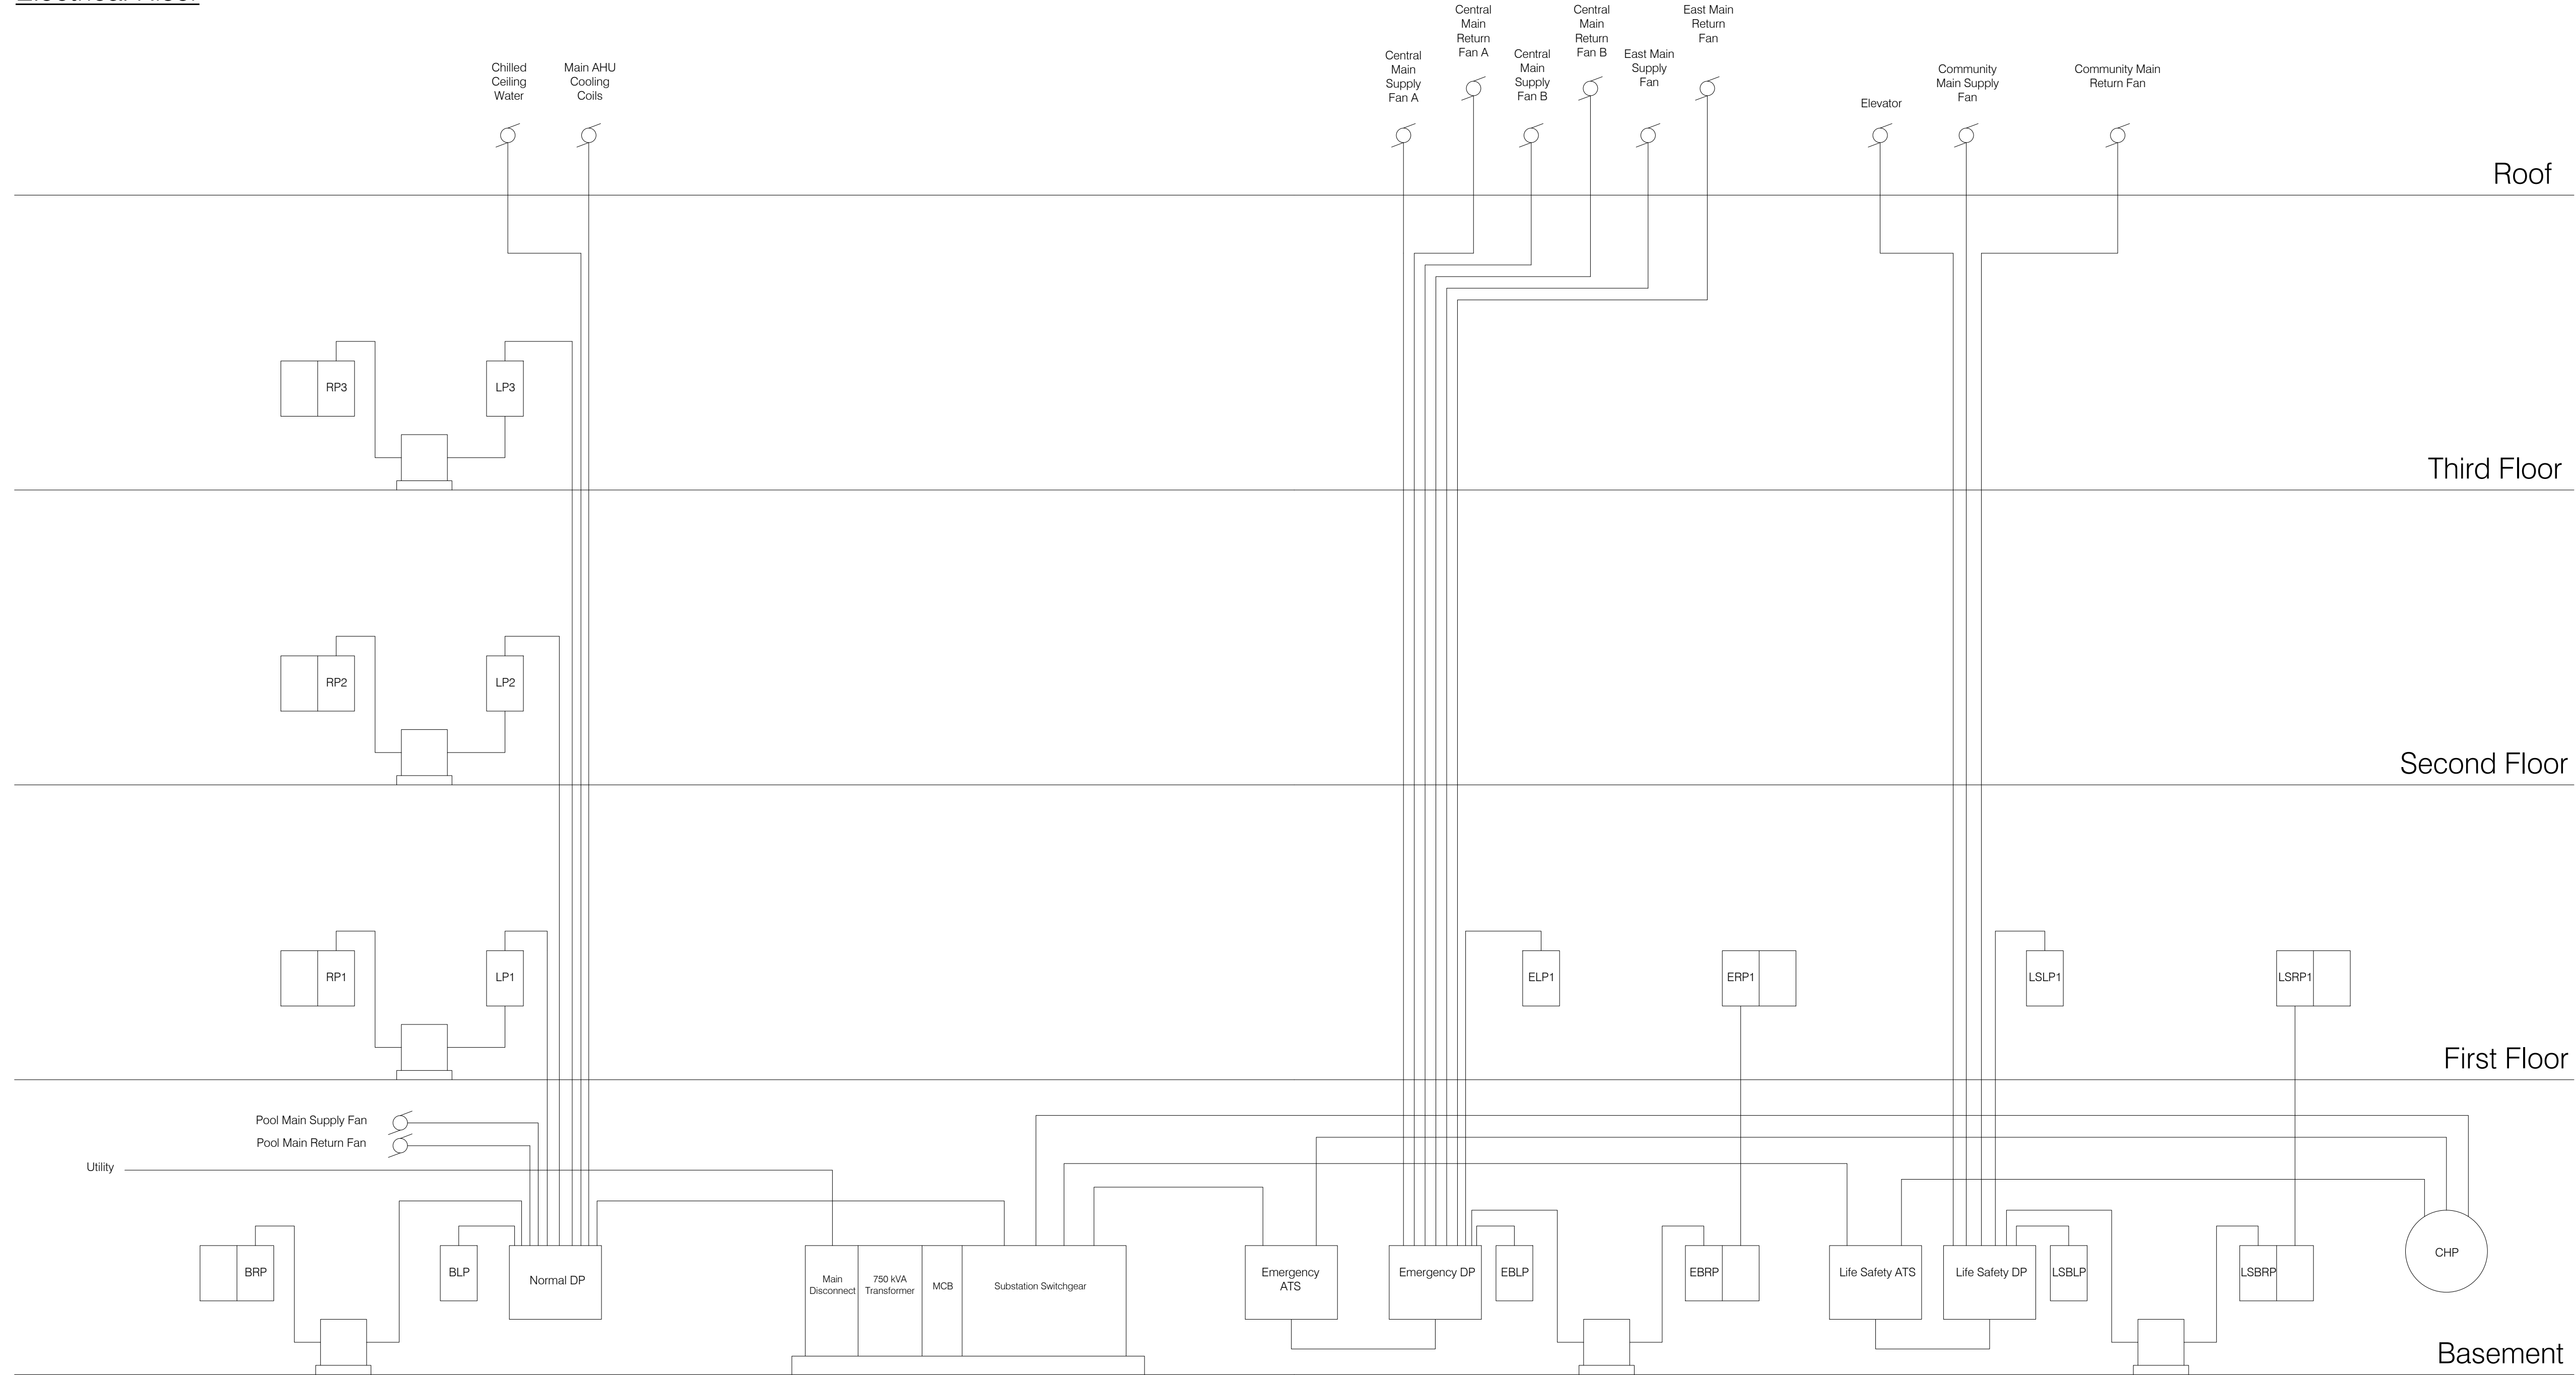 Electrical Riser
Central
Main
Return
Fan A
Central
Main
Return
Fan B
East Main
Return
Fan
Chilled
Ceiling
Water
Main AHU
Cooling
Coils
Central
Main
Supply
Fan A
Central
Main
Supply
Fan B
East Main
Supply
Fan
Elevator
Community
Main Supply
Fan
Community Main
Return Fan
Roof
RP3
LP3
Third Floor
RP2
LP2
Second Floor
RP1
LP1
ELP1
ERP1
LSLP1
LSRP1
First Floor
Pool Main Supply Fan
Pool Main Return Fan
Utility
BRP
BLP
Normal DP
Main
Disconnect
750 kVA
Transformer
MCB
Substation Switchgear
Emergency
ATS
Emergency DP
EBLP
EBRP
Life Safety ATS
Life Safety DP
LSBLP
LSBRP
CHP
Basement